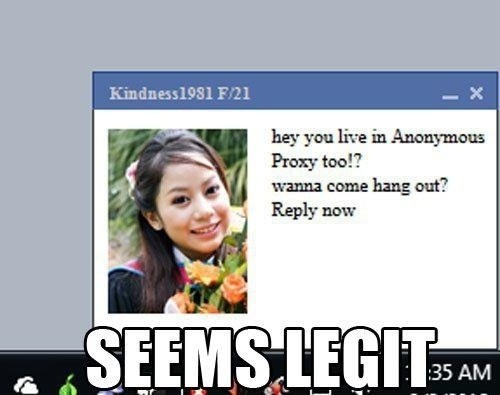 Kindness1981 F/21
hey you live in Anonymous
Proxy too!?
wanna come hang out?
Reply now
SEEMS LEGIT
:35 AM